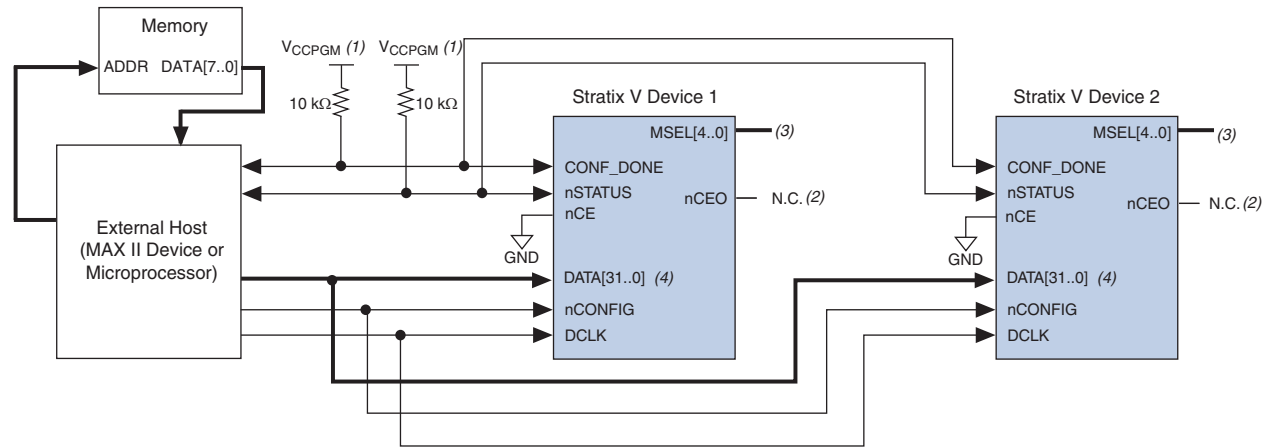 Memory
ADDR DATA[7..0]
VCCPGM (1) VCCPGM (1)
10 kΩ 10 kΩ
External Host
(MAX II Device or
Microprocessor)
Stratix V Device 1
MSEL[4..0] (3)
CONF_DONE
nSTATUS
nCEO N.C. (2)
nCE
GND
DATA[31..0] (4)
nCONFIG
DCLK
Stratix V Device 2
MSEL[4..0] (3)
CONF_DONE
nSTATUS
nCEO N.C. (2)
nCE
GND
DATA[31..0] (4)
nCONFIG
DCLK